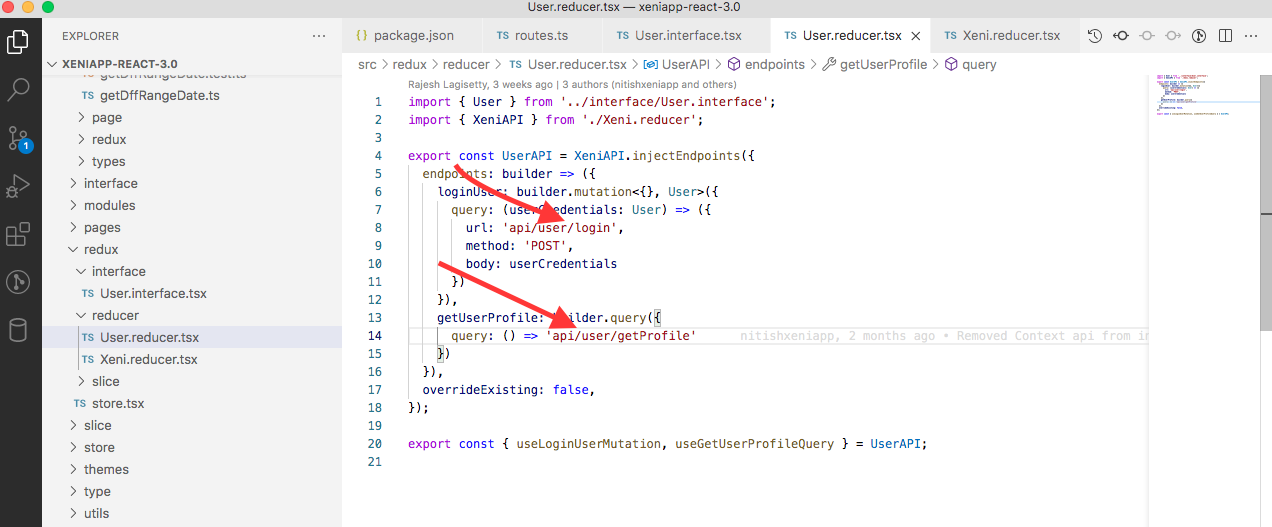 User.reducer.tsx — xeniapp-react-3.0
EXPLORER
XENIAPP-REACT-3.0
getDffRangeDate.test.ts
getDffRangeDate.ts
page
redux
types
interface
modules
pages
redux
interface
TS User.interface.tsx
reducer
TS User.reducer.tsx
TS Xeni.reducer.tsx
slice
TS store.tsx
slice
store
themes
type
utils
1
{ } package.json
TS routes.ts
TS User.interface.tsx
TS User.reducer.tsx
TS Xeni.reducer.tsx
src > redux > reducer > TS User.reducer.tsx > UserAPI > endpoints > getUserProfile > query
Rajesh Lagisetty, 3 weeks ago | 3 authors (nitishxeniapp and others)
1 import { User } from '../interface/User.interface';
2 import { XeniAPI } from './Xeni.reducer';
3
4 export const UserAPI = XeniAPI.injectEndpoints({
5 endpoints: builder => ({
6 loginUser: builder.mutation<{}, User>({
7 query: (userCredentials: User) => ({
8 url: 'api/user/login',
9 method: 'POST',
10 body: userCredentials
11 })
12 }),
13 getUserProfile: builder.query({
14 query: () => 'api/user/getProfile' nitishxeniapp, 2 months ago • Removed Context api from in
15 })
16 }),
17 overrideExisting: false,
18 });
19
20 export const { useLoginUserMutation, useGetUserProfileQuery } = UserAPI;
21